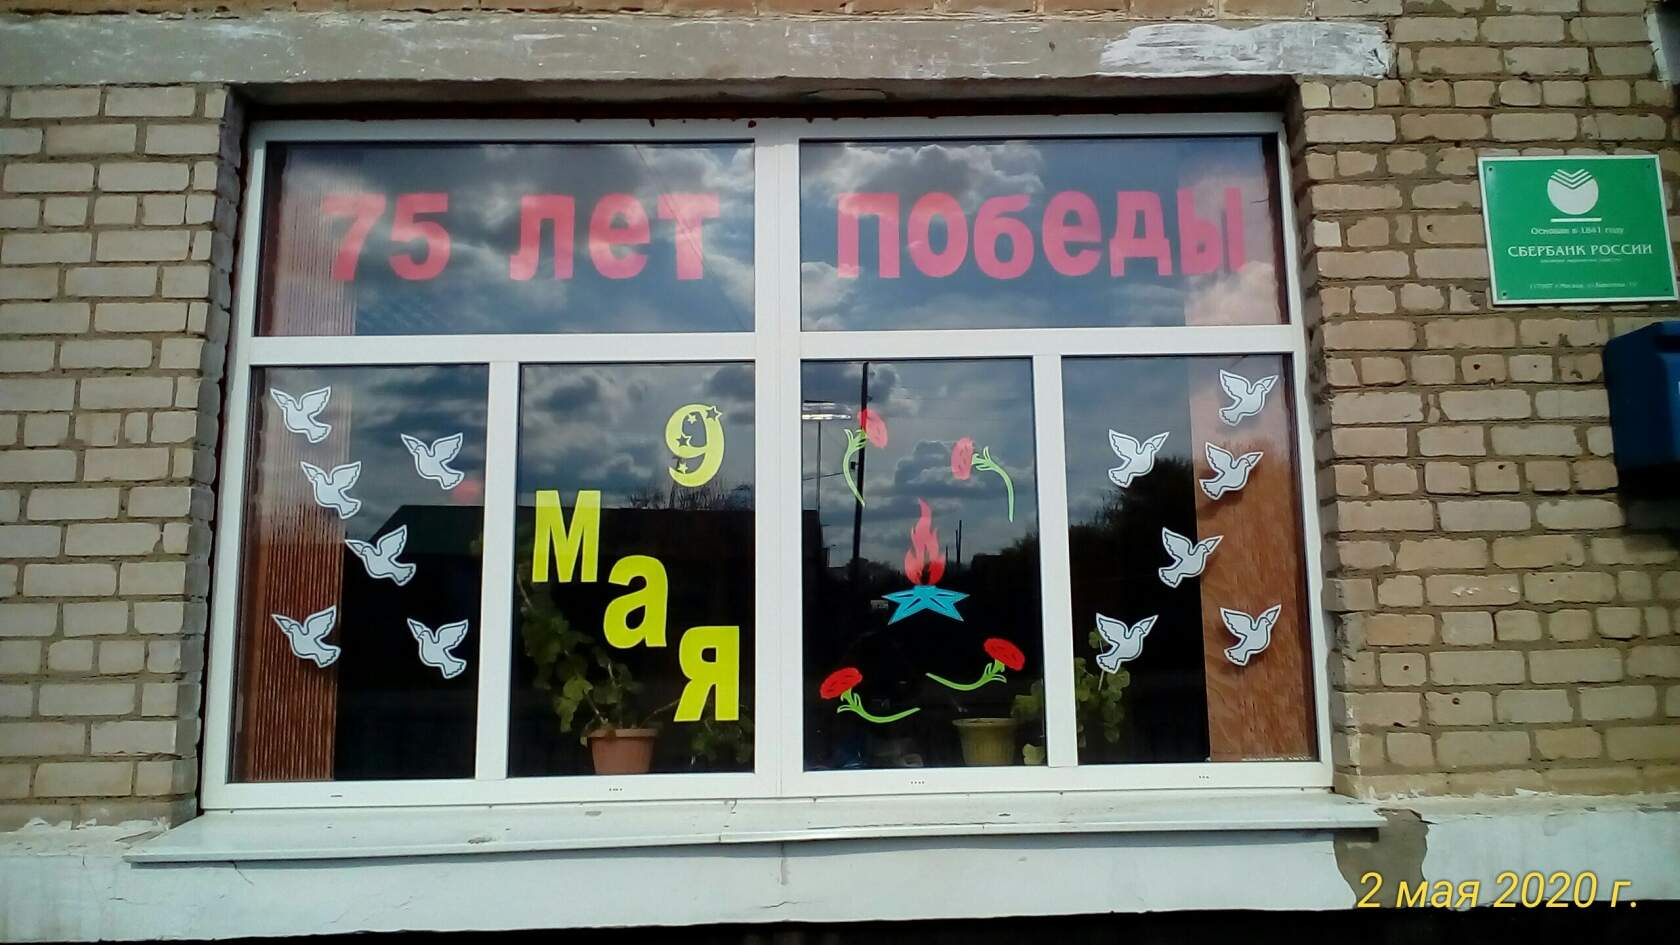 75 лет победы
9
мая
Основан в 1841 году
СБЕРБАНК РОССИИ
2 мая 2020 г.